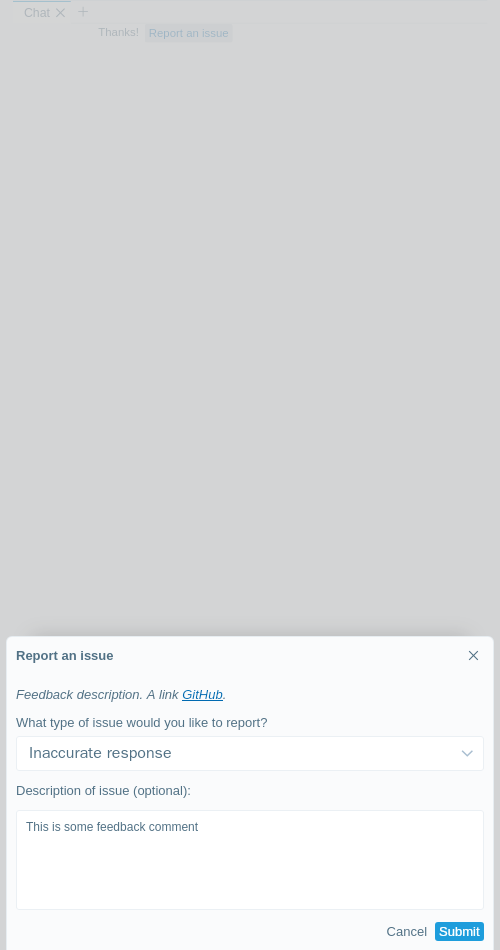 Chat
Thanks! Report an issue
Report an issue
Feedback description. A link GitHub.
What type of issue would you like to report?
Inaccurate response
Description of issue (optional):
This is some feedback comment
Cancel Submit